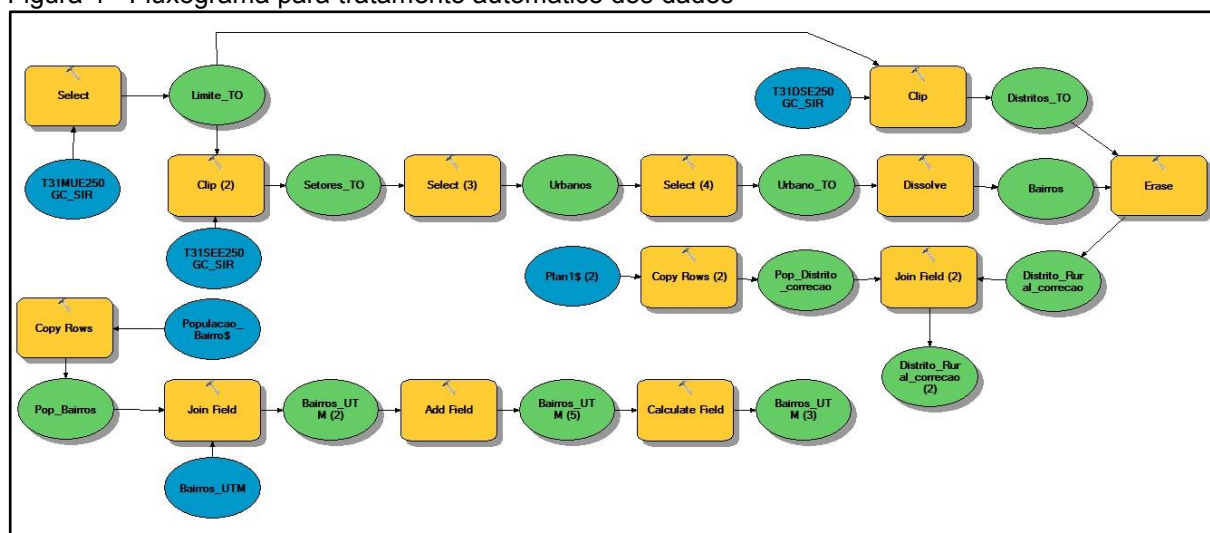 Figura 4 - Fluxograma para tratamento automático dos dados
Select
Limite_TO
T31DSE250
GC_SIR
Clip
Distritos_TO
T31MUE250
GC_SIR
Clip (2)
Setores_TO
Select (3)
Urbanos
Select (4)
Urbano_TO
Dissolve
Bairros
Erase
T31SEE250
GC_SIR
Plan1$ (2)
Copy Rows (2)
Pop_Distrito
_correcao
Join Field (2)
Distrito_Rur
al_correcao
Copy Rows
Populacao_
Bairro$
Distrito_Rur
al_correcao
(2)
Pop_Bairros
Join Field
Bairros_UT
M (2)
Add Field
Bairros_UT
M (5)
Calculate Field
Bairros_UT
M (3)
Bairros_UTM